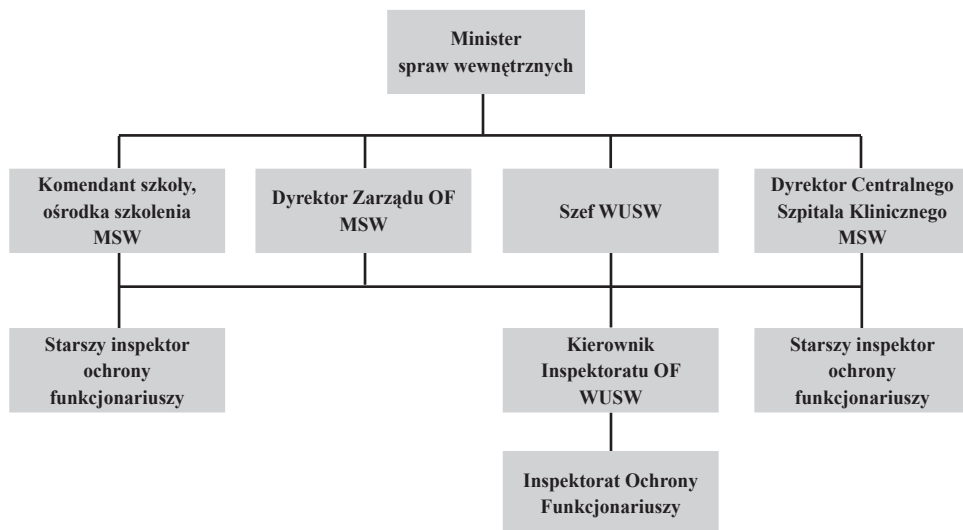 Minister
spraw wewnętrznych
Komendant szkoły,
ośrodka szkolenia
MSW
Dyrektor Zarządu OF
MSW
Szef WUSW
Dyrektor Centralnego
Szpitala Klinicznego
MSW
Starszy inspektor
ochrony
funkcjonariuszy
Kierownik
Inspektoratu OF
WUSW
Starszy inspektor
ochrony
funkcjonariuszy
Inspektorat Ochrony
Funkcjonariuszy